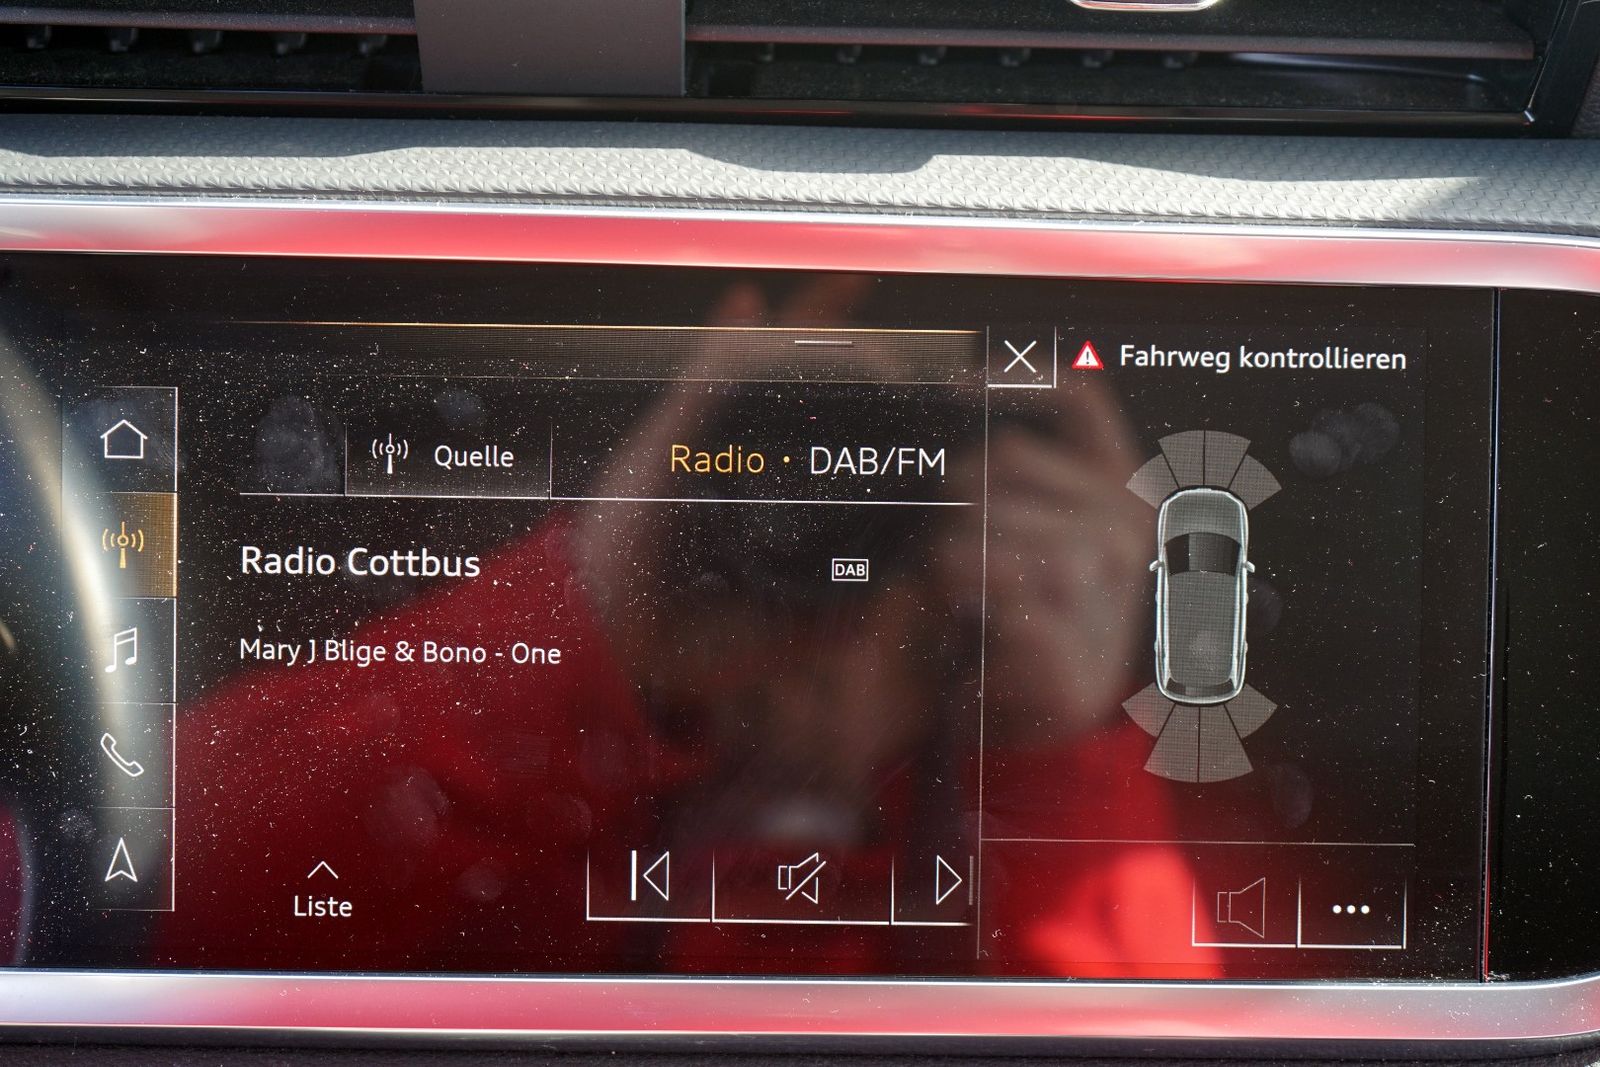 Fahrweg kontrollieren
Quelle
Radio · DAB/FM
Radio Cottbus
DAB
Mary J Blige & Bono - One
Liste